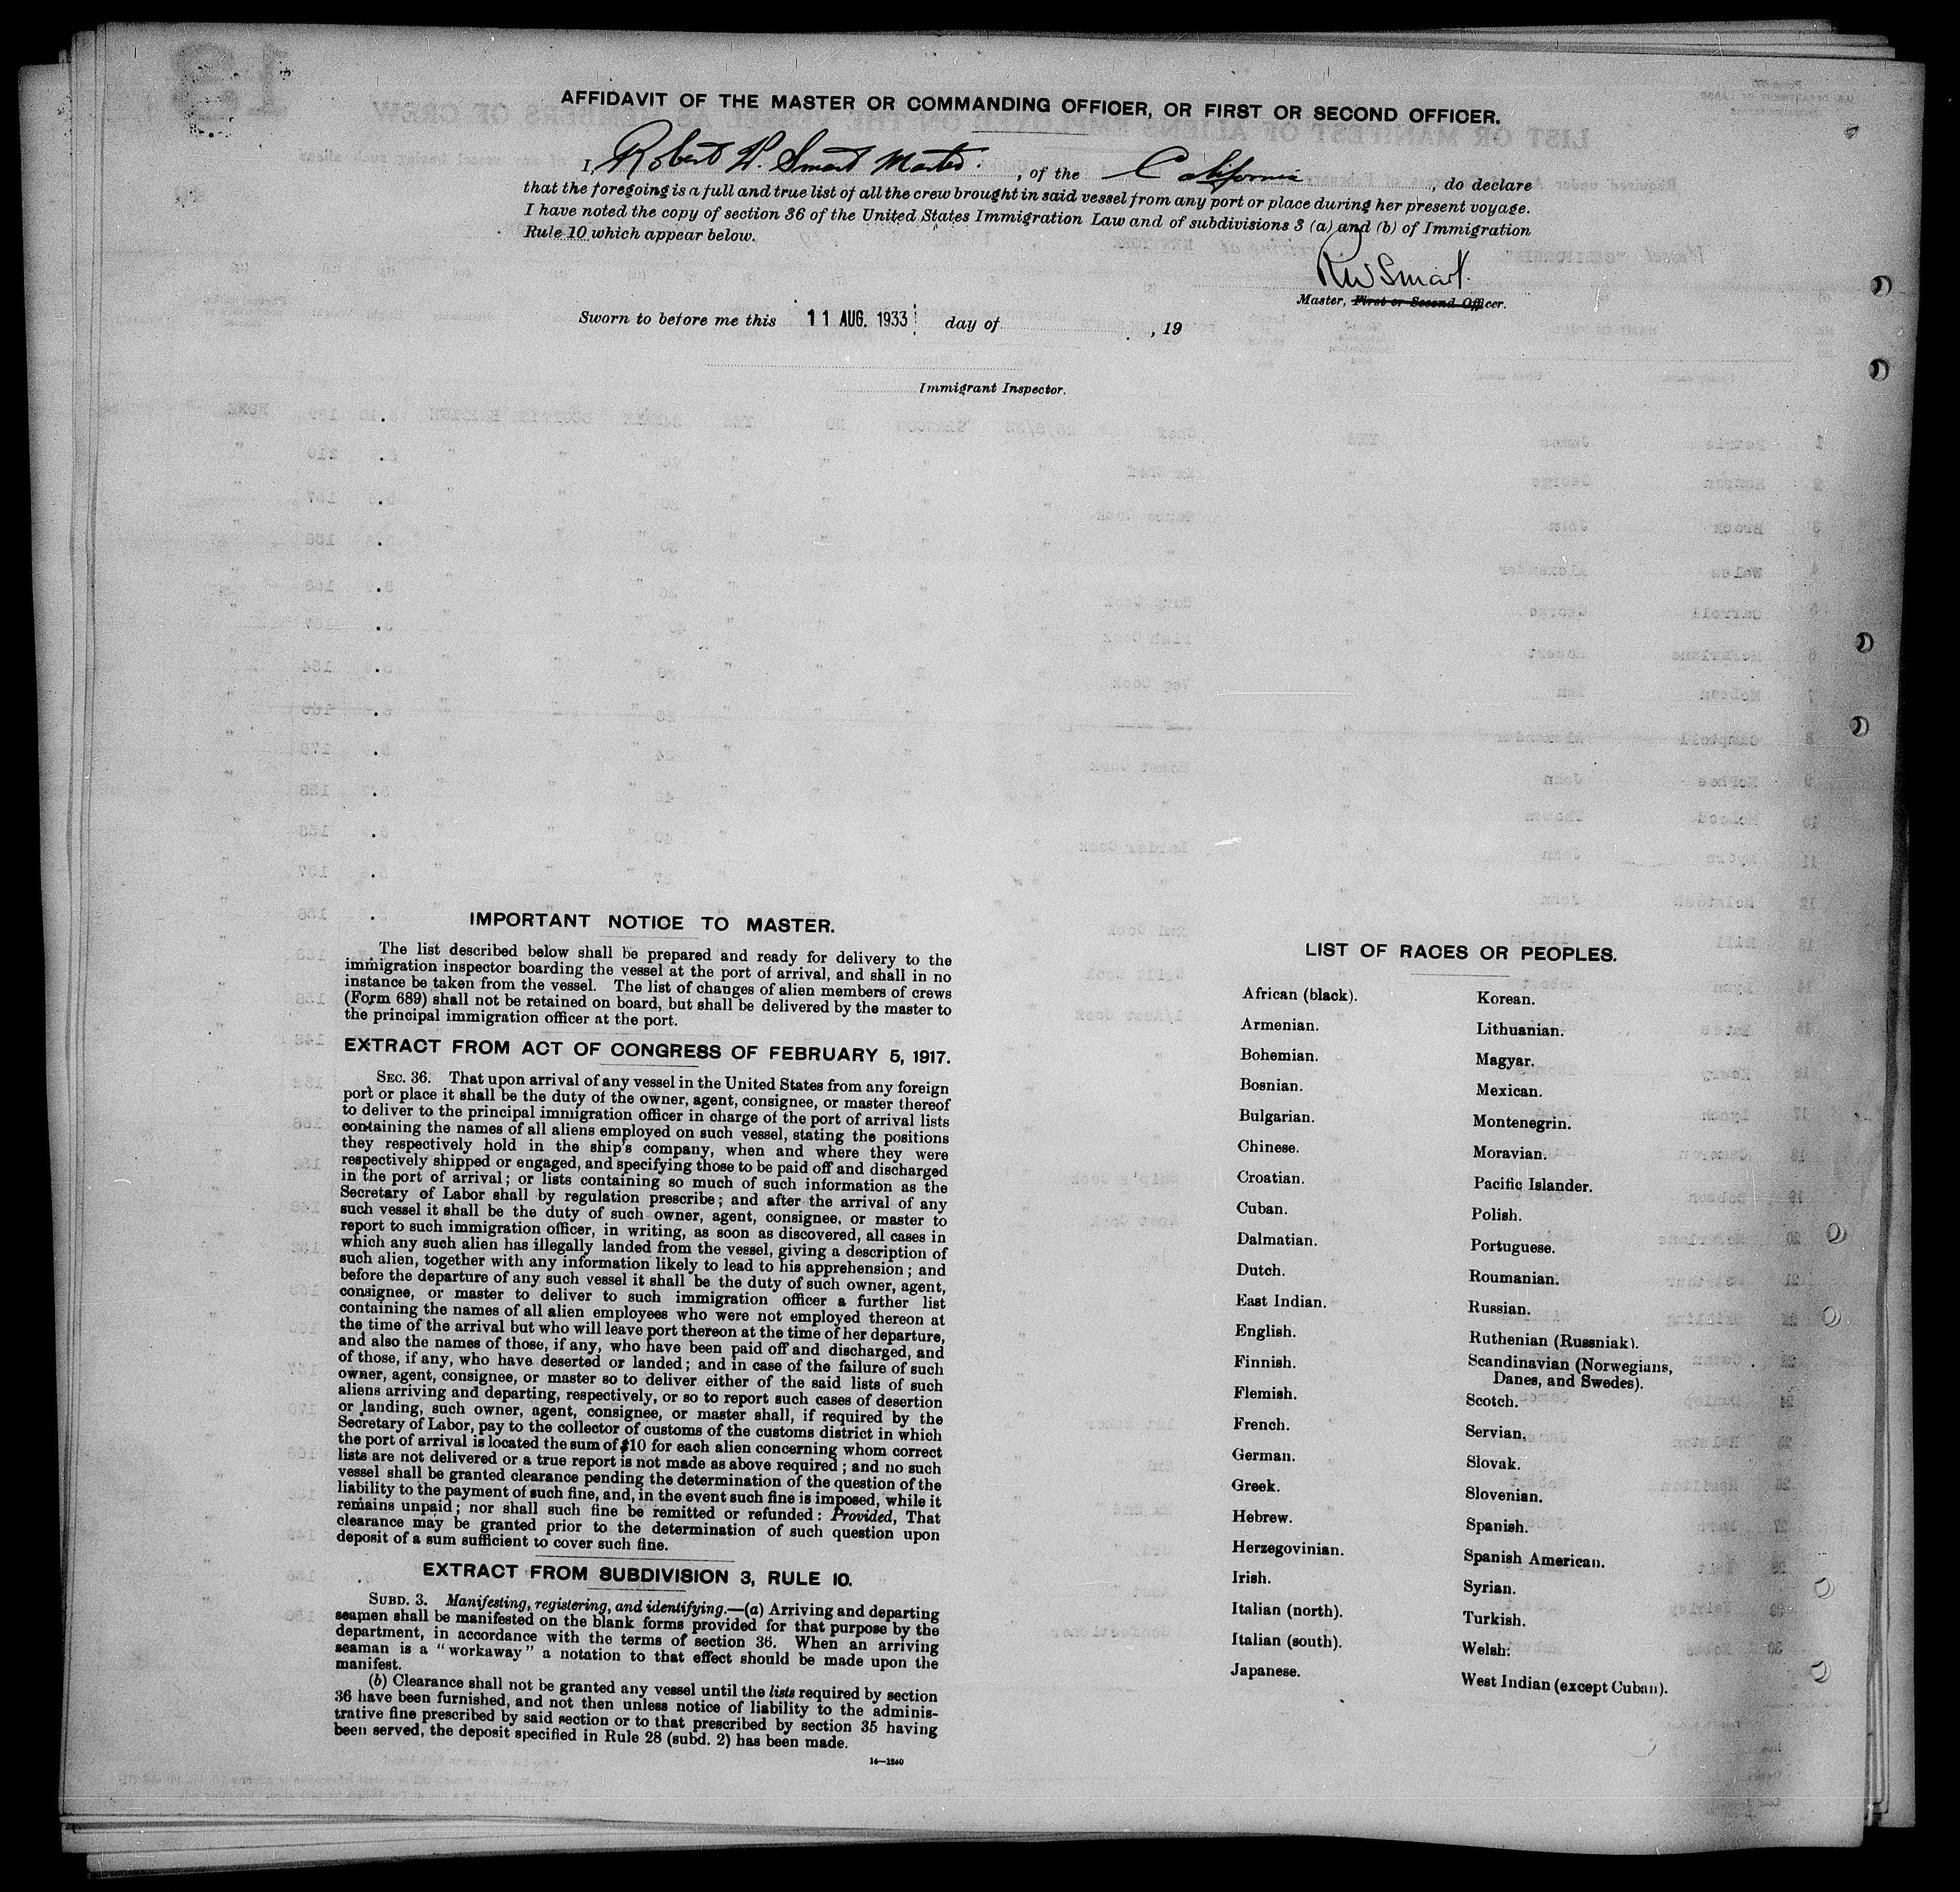 AFFIDAVIT OF THE MASTER OR COMMANDING OFFICER, OR FIRST OR SECOND OFFICER.
I, Robert W. Smart Master, of the California, do declare
that the foregoing is a full and true list of all the crew brought in said vessel from any port or place during her present voyage.
I have noted the copy of section 36 of the United States Immigration Law and of subdivisions 3 (a) and (b) of Immigration
Rule 10 which appear below.
RW Smart.
Master, First or Second Officer.
Sworn to before me this 11 AUG. 1933 day of , 19
Immigrant Inspector.
IMPORTANT NOTICE TO MASTER.
The list described below shall be prepared and ready for delivery to the
immigration inspector boarding the vessel at the port of arrival, and shall in no
instance be taken from the vessel. The list of changes of alien members of crews
(Form 689) shall not be retained on board, but shall be delivered by the master to
the principal immigration officer at the port.
EXTRACT FROM ACT OF CONGRESS OF FEBRUARY 5, 1917.
SEC. 36. That upon arrival of any vessel in the United States from any foreign
port or place it shall be the duty of the owner, agent, consignee, or master thereof
to deliver to the principal immigration officer in charge of the port of arrival lists
containing the names of all aliens employed on such vessel, stating the positions
they respectively hold in the ship's company, when and where they were
respectively shipped or engaged, and specifying those to be paid off and discharged
in the port of arrival; or lists containing so much of such information as the
Secretary of Labor shall by regulation prescribe; and after the arrival of any
such vessel it shall be the duty of such owner, agent, consignee, or master to
report to such immigration officer, in writing, as soon as discovered, all cases in
which any such alien has illegally landed from the vessel, giving a description of
such alien, together with any information likely to lead to his apprehension; and
before the departure of any such vessel it shall be the duty of such owner, agent,
consignee, or master to deliver to such immigration officer a further list
containing the names of all alien employees who were not employed thereon at
the time of the arrival but who will leave port thereon at the time of her departure,
and also the names of those, if any, who have been paid off and discharged, and
of those, if any, who have deserted or landed; and in case of the failure of such
owner, agent, consignee, or master so to deliver either of the said lists of such
aliens arriving and departing, respectively, or so to report such cases of desertion
or landing, such owner, agent, consignee, or master shall, if required by the
Secretary of Labor, pay to the collector of customs of the customs district in which
the port of arrival is located the sum of $10 for each alien concerning whom correct
lists are not delivered or a true report is not made as above required; and no such
vessel shall be granted clearance pending the determination of the question of the
liability to the payment of such fine, and, in the event such fine is imposed, while it
remains unpaid; nor shall such fine be remitted or refunded: Provided, That
clearance may be granted prior to the determination of such question upon
deposit of a sum sufficient to cover such fine.
EXTRACT FROM SUBDIVISION 3, RULE 10.
SUBD. 3. Manifesting, registering, and identifying.—(a) Arriving and departing
seamen shall be manifested on the blank forms provided for that purpose by the
department, in accordance with the terms of section 36. When an arriving
seaman is a "workaway" a notation to that effect should be made upon the
manifest.
(b) Clearance shall not be granted any vessel until the lists required by section
36 have been furnished, and not then unless notice of liability to the adminis-
trative fine prescribed by said section or to that prescribed by section 35 having
been served, the deposit specified in Rule 28 (subd. 2) has been made.
14—1240
LIST OF RACES OR PEOPLES.
African (black).
Armenian.
Bohemian.
Bosnian.
Bulgarian.
Chinese.
Croatian.
Cuban.
Dalmatian.
Dutch.
East Indian.
English.
Finnish.
Flemish.
French.
German.
Greek.
Hebrew.
Herzegovinian.
Irish.
Italian (north).
Italian (south).
Japanese.
Korean.
Lithuanian.
Magyar.
Mexican.
Montenegrin.
Moravian.
Pacific Islander.
Polish.
Portuguese.
Roumanian.
Russian.
Ruthenian (Russniak).
Scandinavian (Norwegians,
Danes, and Swedes).
Scotch.
Servian.
Slovak.
Slovenian.
Spanish.
Spanish American.
Syrian.
Turkish.
Welsh.
West Indian (except Cuban).